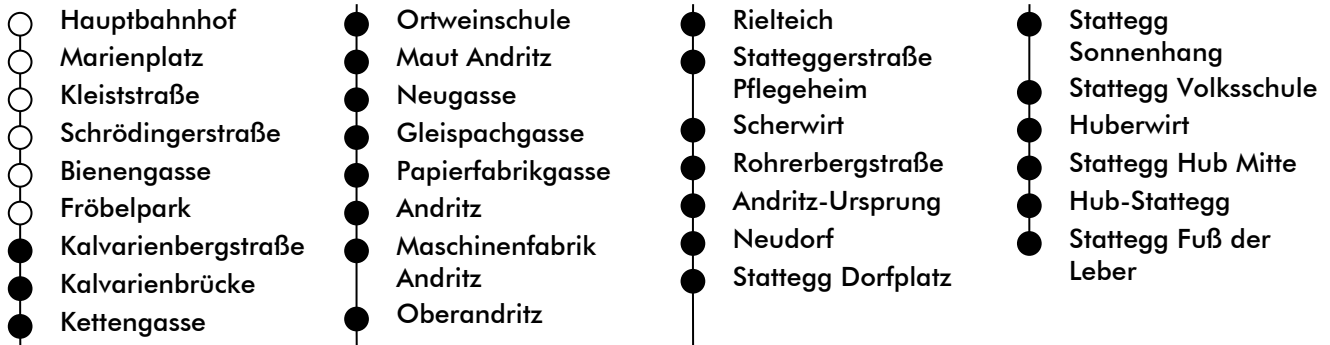 Hauptbahnhof
Marienplatz
Kleiststraße
Schrödingerstraße
Bienengasse
Fröbelpark
Kalvarienbergstraße
Kalvarienbrücke
Kettengasse
Ortweinschule
Maut Andritz
Neugasse
Gleispachgasse
Papierfabrikgasse
Andritz
Maschinenfabrik
Andritz
Oberandritz
Rielteich
Statteggerstraße
Pflegeheim
Scherwirt
Rohrerbergstraße
Andritz-Ursprung
Neudorf
Stattegg Dorfplatz
Stattegg
Sonnenhang
Stattegg Volksschule
Huberwirt
Stattegg Hub Mitte
Hub-Stattegg
Stattegg Fuß der
Leber